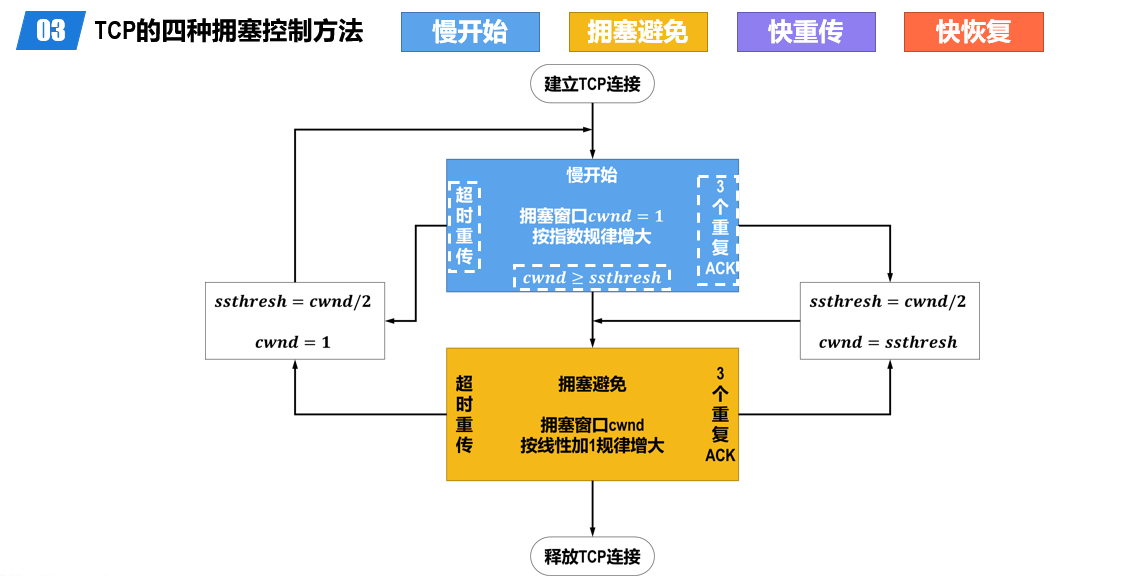 03 TCP的四种拥塞控制方法 慢开始 拥塞避免 快重传 快恢复
建立TCP连接
慢开始
超时重传
拥塞窗口cwnd = 1
按指数规律增大
3个重复ACK
cwnd ≥ ssthresh
ssthresh = cwnd/2
cwnd = 1
ssthresh = cwnd/2
cwnd = ssthresh
超时重传
拥塞避免
拥塞窗口cwnd
按线性加1规律增大
3个重复ACK
释放TCP连接